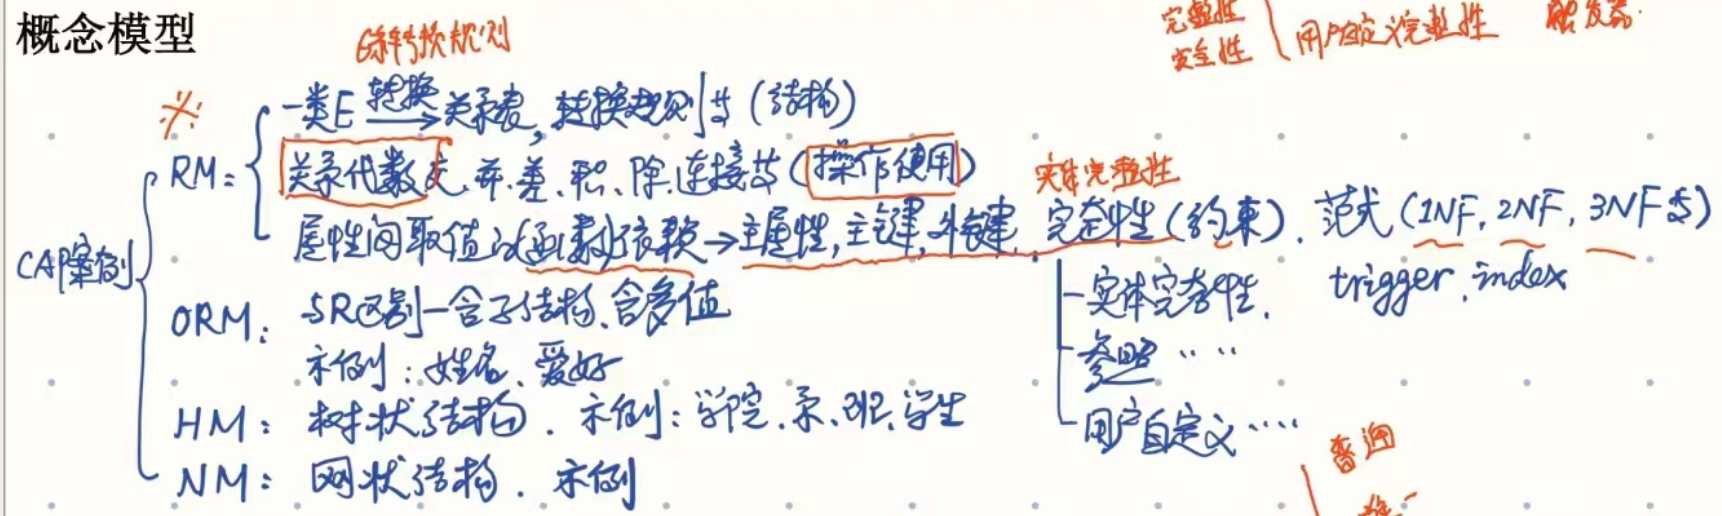 概念模型
6条转换规则
完整性
安全性
用户自定义完整性
触发器
※
一类E 转换→ 关系表, 转换规则等 (结构)
RM:
关系代数交.并.差.积、除.连接等 (操作使用)
实体完整性
属性间取值 函数依赖→主属性, 主键, 外键. 完整性 (约束). 范式 (1NF, 2NF, 3NF等)
CAP案例
一实体完整性.
trigger. index
ORM: 与R区别—含子结构、含多值
参照 ‥ ‥
示例: 姓名、爱好
HM: 树状结构. 示例: 学院.系.班.学生
用户自定义 ‥‥
普通
NM: 网状结构. 示例